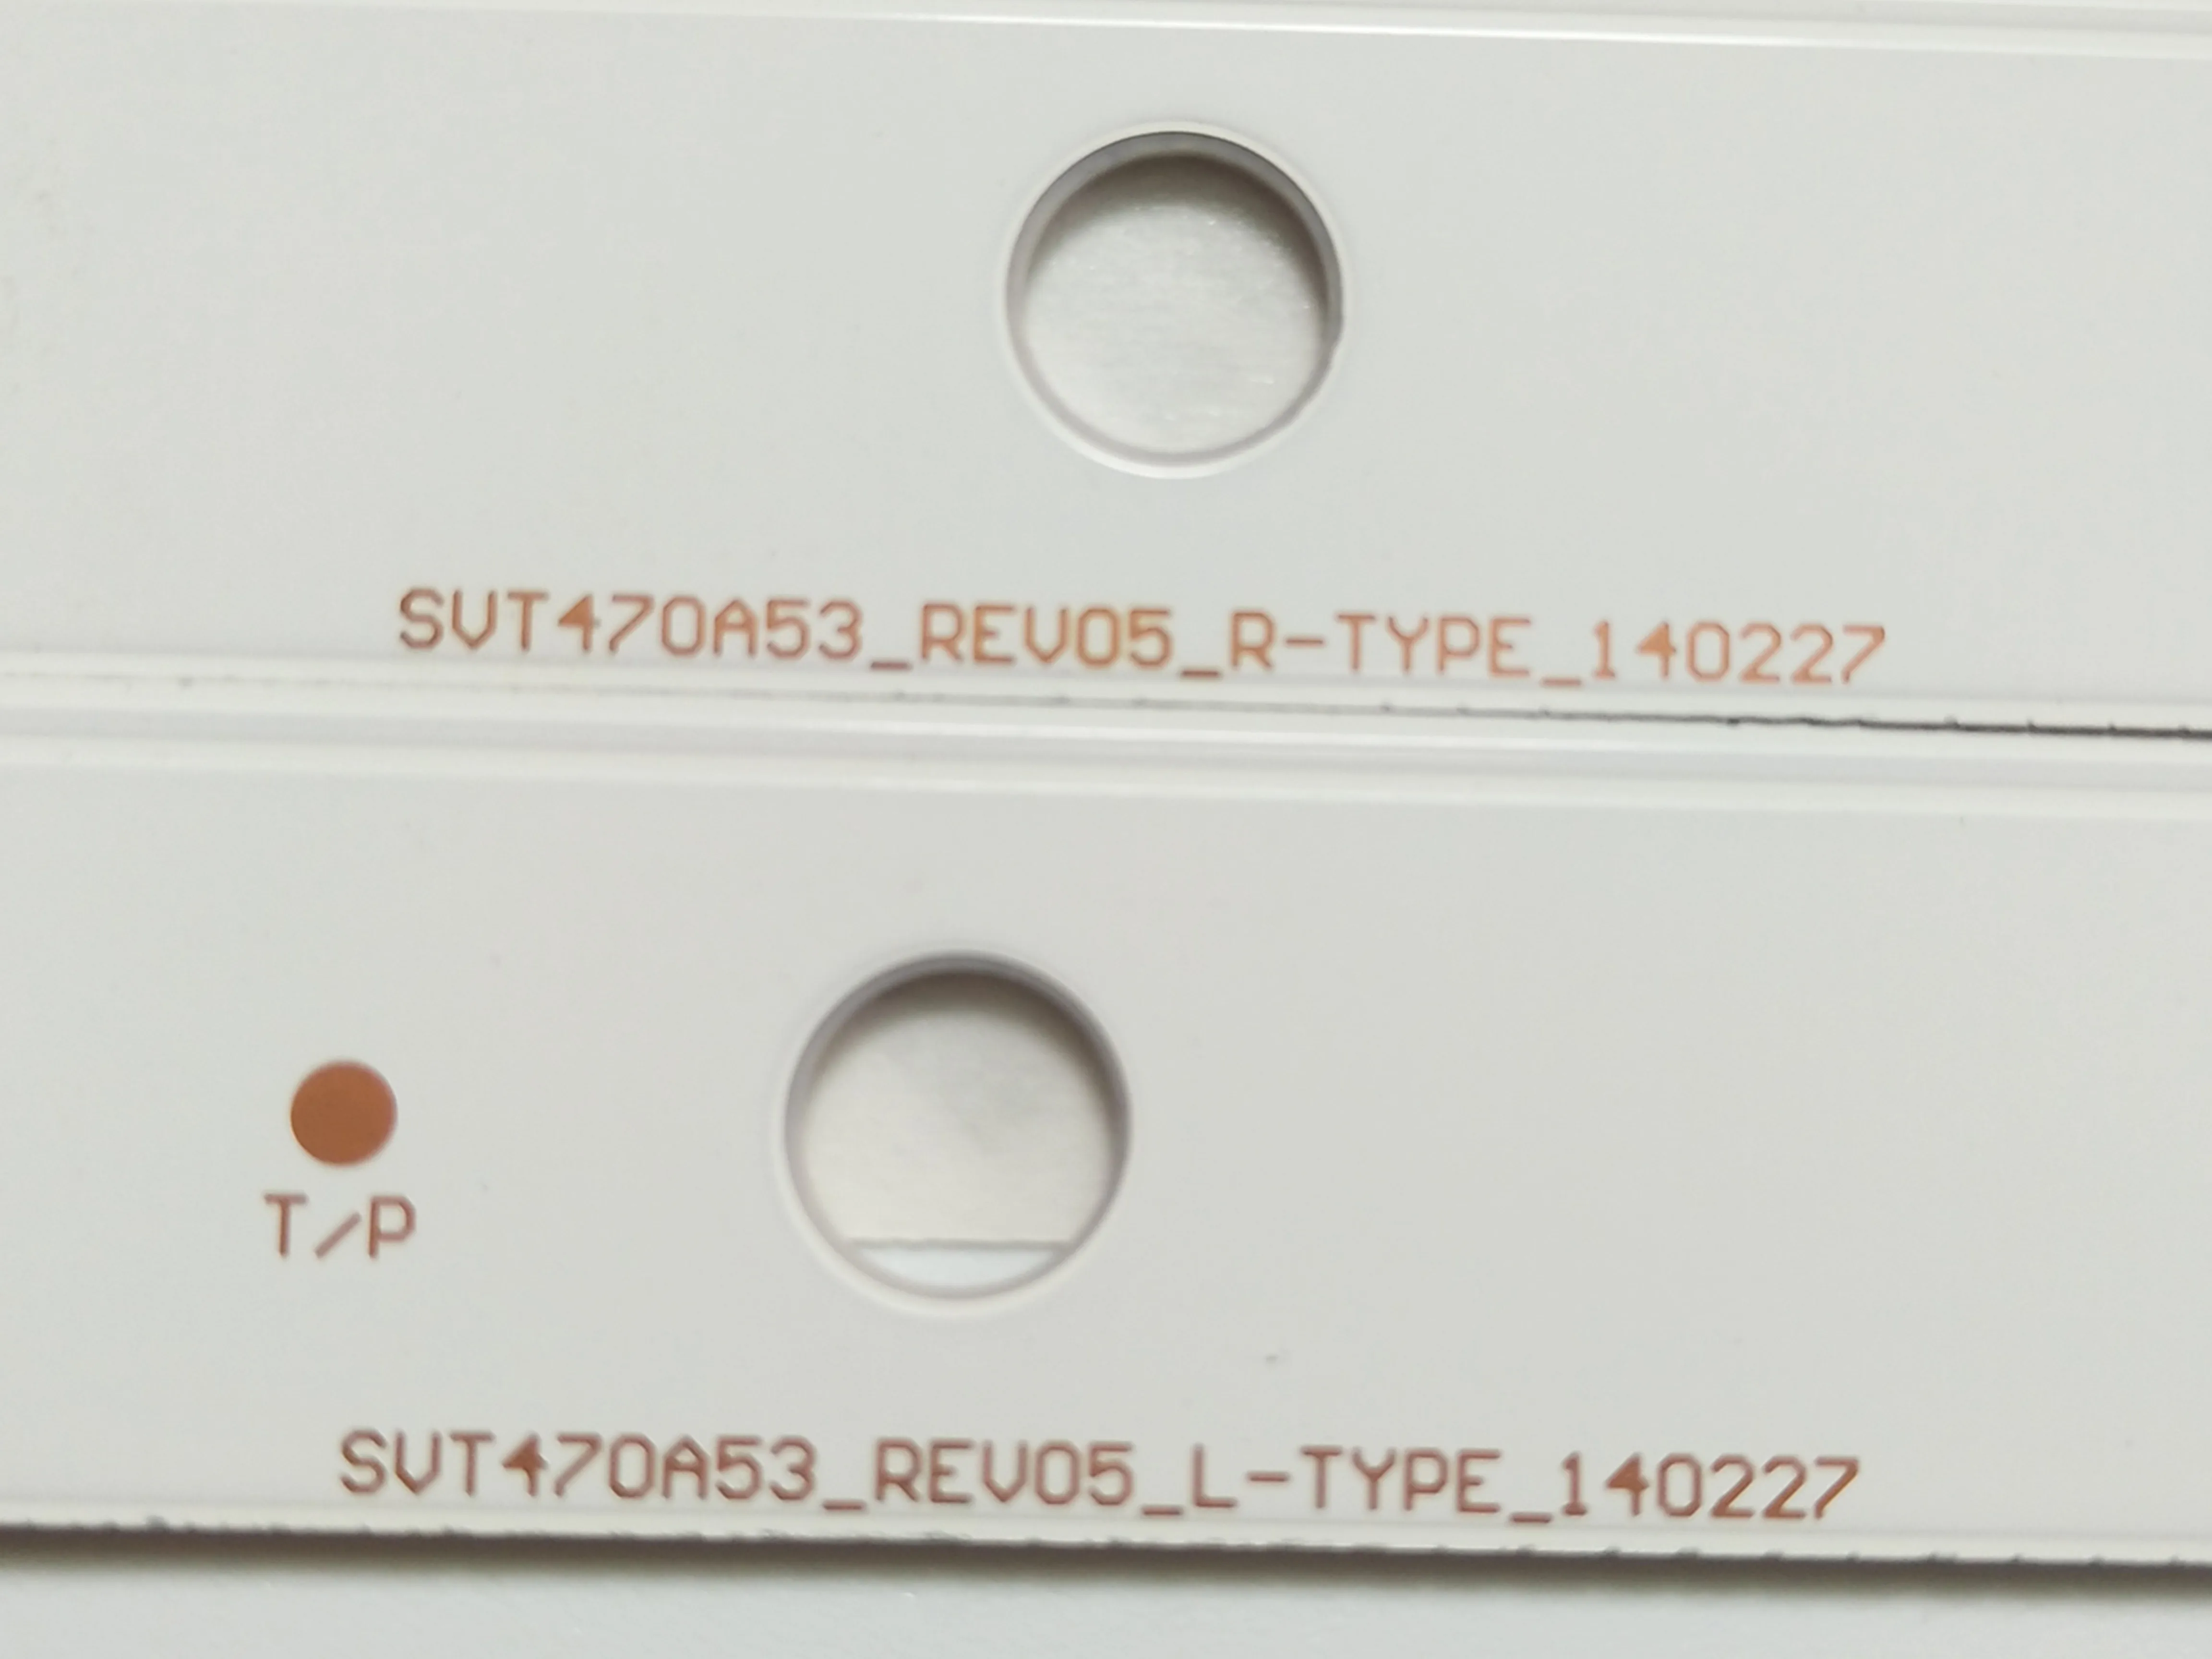 SVT470A53_REV05_R-TYPE_140227
T/P
SVT470A53_REV05_L-TYPE_140227